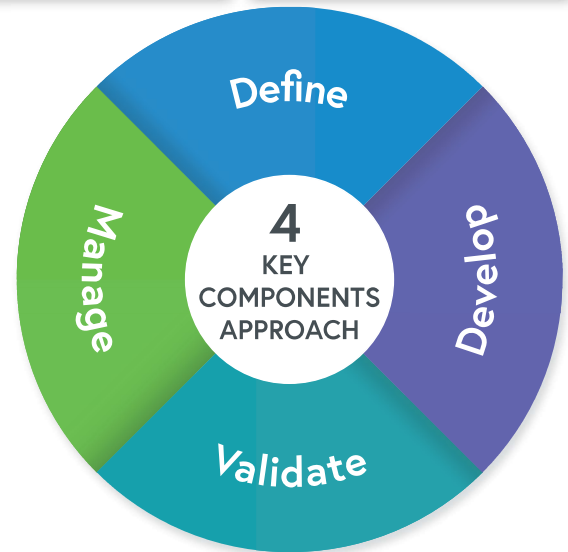 Define
Develop
Validate
Manage
4
KEY
COMPONENTS
APPROACH